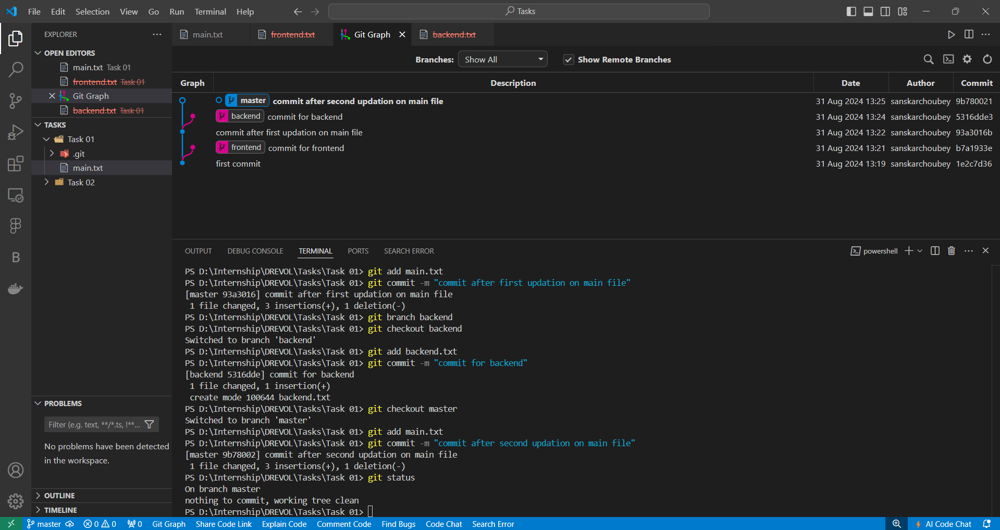 File Edit Selection View Go Run Terminal Help
Tasks
EXPLORER
OPEN EDITORS
main.txt Task 01
frontend.txt Task 01
Git Graph
backend.txt Task 01
TASKS
Task 01
.git
main.txt
Task 02
PROBLEMS
Filter (e.g. text, **/*.ts, !**...
No problems have been detected
in the workspace.
OUTLINE
TIMELINE
main.txt frontend.txt Git Graph backend.txt
Branches: Show All Show Remote Branches
Graph Description Date Author Commit
master commit after second updation on main file 31 Aug 2024 13:25 sanskarchoubey 9b780021
backend commit for backend 31 Aug 2024 13:24 sanskarchoubey 5316dde3
commit after first updation on main file 31 Aug 2024 13:22 sanskarchoubey 93a3016b
frontend commit for frontend 31 Aug 2024 13:21 sanskarchoubey b7a1933e
first commit 31 Aug 2024 13:19 sanskarchoubey 1e2c7d36
OUTPUT DEBUG CONSOLE TERMINAL PORTS SEARCH ERROR powershell
PS D:\Internship\DREVOL\Tasks\Task 01> git add main.txt
PS D:\Internship\DREVOL\Tasks\Task 01> git commit -m "commit after first updation on main file"
[master 93a3016] commit after first updation on main file
1 file changed, 3 insertions(+), 1 deletion(-)
PS D:\Internship\DREVOL\Tasks\Task 01> git branch backend
PS D:\Internship\DREVOL\Tasks\Task 01> git checkout backend
Switched to branch 'backend'
PS D:\Internship\DREVOL\Tasks\Task 01> git add backend.txt
PS D:\Internship\DREVOL\Tasks\Task 01> git commit -m "commit for backend"
[backend 5316dde] commit for backend
1 file changed, 1 insertion(+)
create mode 100644 backend.txt
PS D:\Internship\DREVOL\Tasks\Task 01> git checkout master
Switched to branch 'master'
PS D:\Internship\DREVOL\Tasks\Task 01> git add main.txt
PS D:\Internship\DREVOL\Tasks\Task 01> git commit -m "commit after second updation on main file"
[master 9b78002] commit after second updation on main file
1 file changed, 3 insertions(+), 1 deletion(-)
PS D:\Internship\DREVOL\Tasks\Task 01> git status
On branch master
nothing to commit, working tree clean
PS D:\Internship\DREVOL\Tasks\Task 01>
master 0 0 0 Git Graph Share Code Link Explain Code Comment Code Find Bugs Code Chat Search Error AI Code Chat